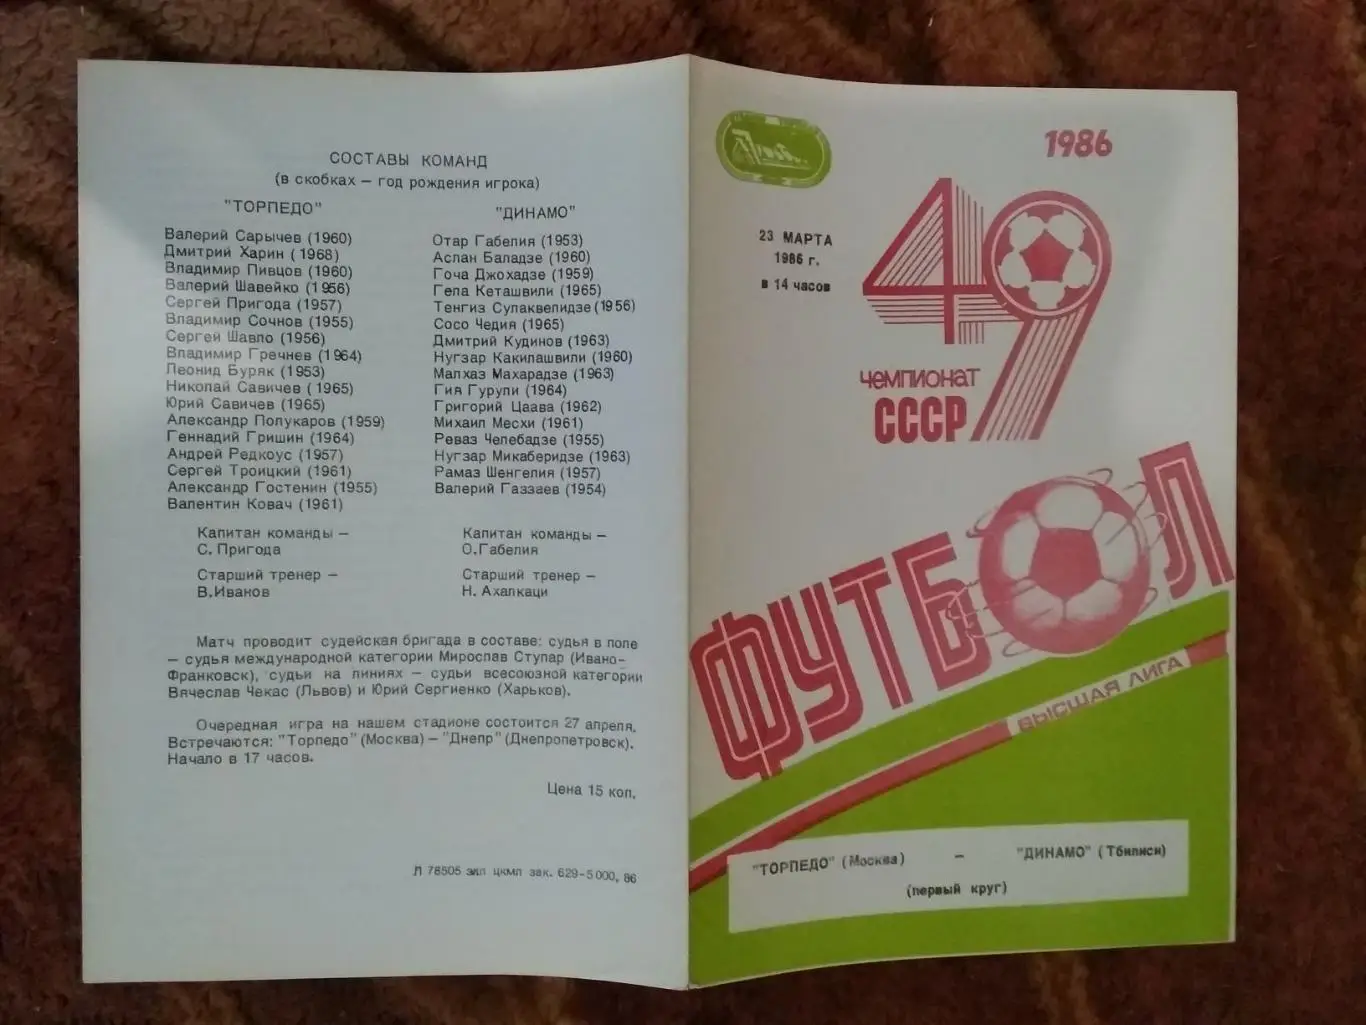 СОСТАВЫ КОМАНД
(в скобках – год рождения игрока)
"ТОРПЕДО"
Валерий Сарычев (1960)
Дмитрий Харин (1968)
Владимир Пивцов (1960)
Валерий Шавейко (1956)
Сергей Пригода (1957)
Владимир Сочнов (1955)
Сергей Шавло (1956)
Владимир Гречнев (1964)
Леонид Буряк (1953)
Николай Савичев (1965)
Юрий Савичев (1965)
Александр Полукаров (1959)
Геннадий Гришин (1964)
Андрей Редкоус (1957)
Сергей Троицкий (1961)
Александр Гостенин (1955)
Валентин Ковач (1961)
Капитан команды –
С. Пригода
Старший тренер –
В.Иванов
"ДИНАМО"
Отар Габелия (1953)
Аслан Баладзе (1960)
Гоча Джохадзе (1959)
Гела Кеташвили (1965)
Тенгиз Сулаквелидзе (1956)
Сосо Чедия (1965)
Дмитрий Кудинов (1963)
Нугзар Какилашвили (1960)
Малхаз Махарадзе (1963)
Гия Гурули (1964)
Григорий Цаава (1962)
Михаил Месхи (1961)
Реваз Челебадзе (1955)
Нугзар Микаберидзе (1963)
Рамаз Шенгелия (1957)
Валерий Газзаев (1954)
Капитан команды –
О.Габелия
Старший тренер –
Н. Ахалкаци
Матч проводит судейская бригада в составе: судья в поле
– судья международной категории Мирослав Ступар (Ивано-
Франковск), судьи на линиях – судьи всесоюзной категории
Вячеслав Чекас (Львов) и Юрий Сергиенко (Харьков).
Очередная игра на нашем стадионе состоится 27 апреля.
Встречаются: "Торпедо" (Москва) – "Днепр" (Днепропетровск).
Начало в 17 часов.
Цена 15 коп.
Л 78505 зил цкмл зак. 629-5000, 86
1986
23 МАРТА
1986 г.
в 14 часов
49
чемпионат
СССР
ФУТБОЛ
ВЫСШАЯ ЛИГА
"ТОРПЕДО" (Москва) – "ДИНАМО" (Тбилиси)
(первый круг)